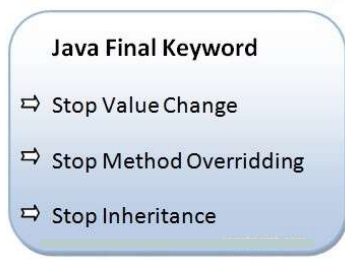 Java Final Keyword
⇨ Stop Value Change
⇨ Stop Method Overridding
⇨ Stop Inheritance